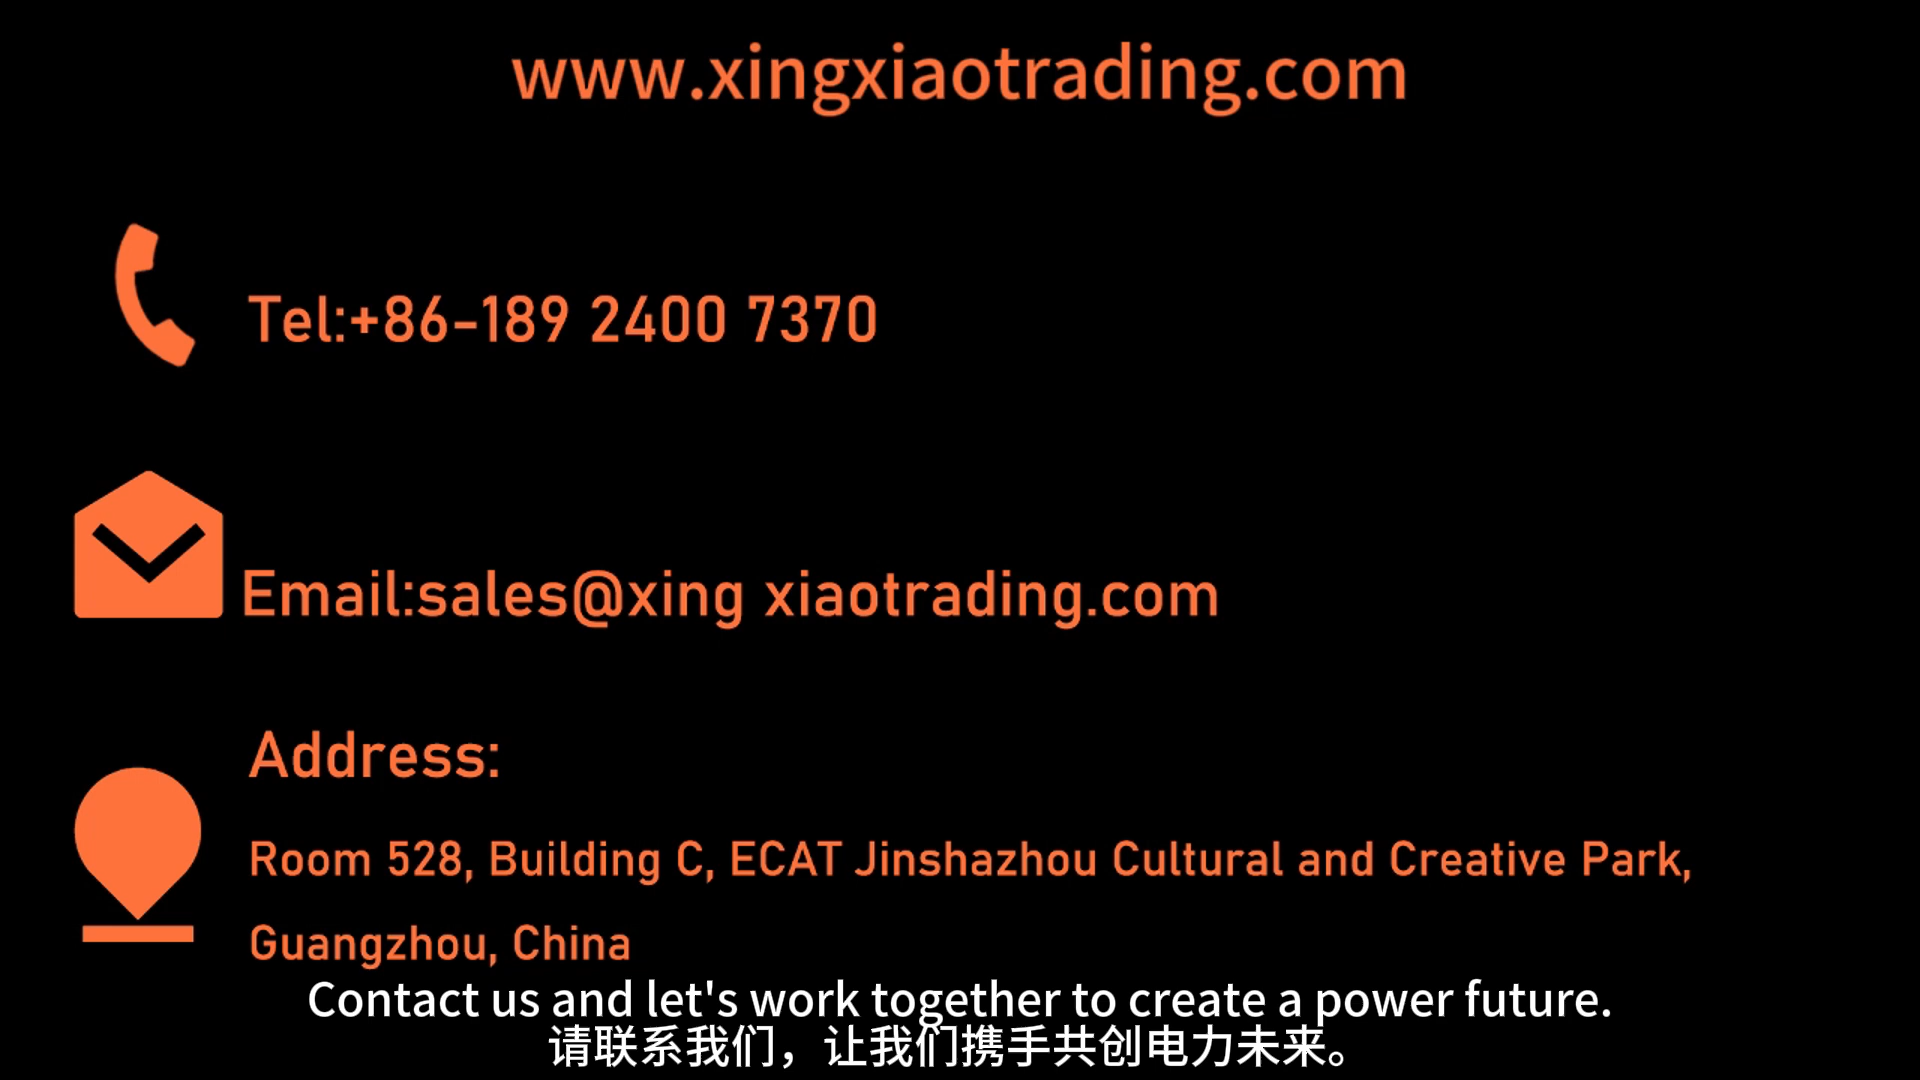 www.xingxiaotrading.com
Tel:+86-189 2400 7370
Email:sales@xing xiaotrading.com
Address:
Room 528, Building C, ECAT Jinshazhou Cultural and Creative Park,
Guangzhou, China
Contact us and let's work together to create a power future.
请联系我们，让我们携手共创电力未来。